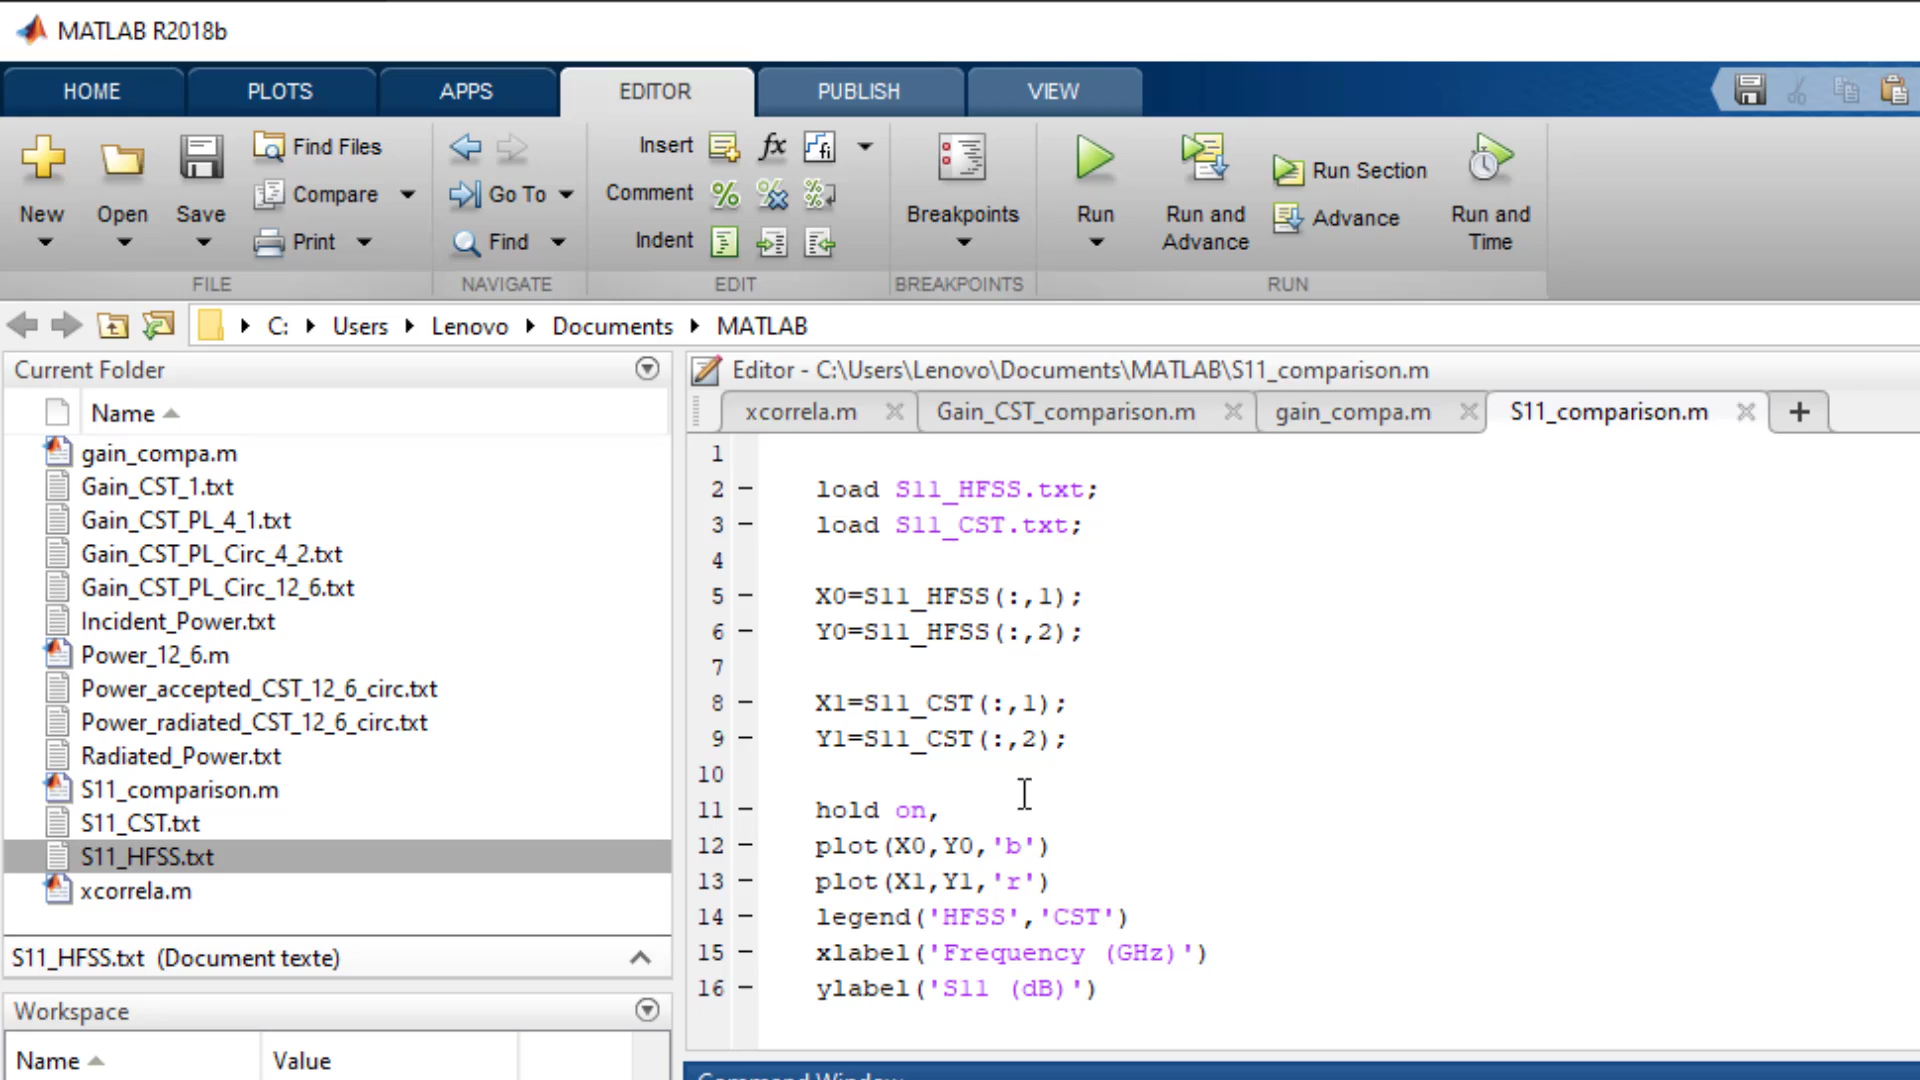 MATLAB R2018b
HOME PLOTS APPS EDITOR PUBLISH VIEW
New Open Save Find Files Compare Print
FILE
Go To Find
NAVIGATE
Insert fx fi
Comment
Indent
EDIT
Breakpoints
BREAKPOINTS
Run Run and Advance Run Section Advance Run and Time
RUN
C: Users Lenovo Documents MATLAB
Current Folder
Name
gain_compa.m
Gain_CST_1.txt
Gain_CST_PL_4_1.txt
Gain_CST_PL_Circ_4_2.txt
Gain_CST_PL_Circ_12_6.txt
Incident_Power.txt
Power_12_6.m
Power_accepted_CST_12_6_circ.txt
Power_radiated_CST_12_6_circ.txt
Radiated_Power.txt
S11_comparison.m
S11_CST.txt
S11_HFSS.txt
xcorrela.m
S11_HFSS.txt (Document texte)
Workspace
Name Value
Editor - C:\Users\Lenovo\Documents\MATLAB\S11_comparison.m
xcorrela.m Gain_CST_comparison.m gain_compa.m S11_comparison.m +
1
2 – load S11_HFSS.txt;
3 – load S11_CST.txt;
4
5 – X0=S11_HFSS(:,1);
6 – Y0=S11_HFSS(:,2);
7
8 – X1=S11_CST(:,1);
9 – Y1=S11_CST(:,2);
10
11 – hold on,
12 – plot(X0,Y0,'b')
13 – plot(X1,Y1,'r')
14 – legend('HFSS','CST')
15 – xlabel('Frequency (GHz)')
16 – ylabel('S11 (dB)')
Command Window